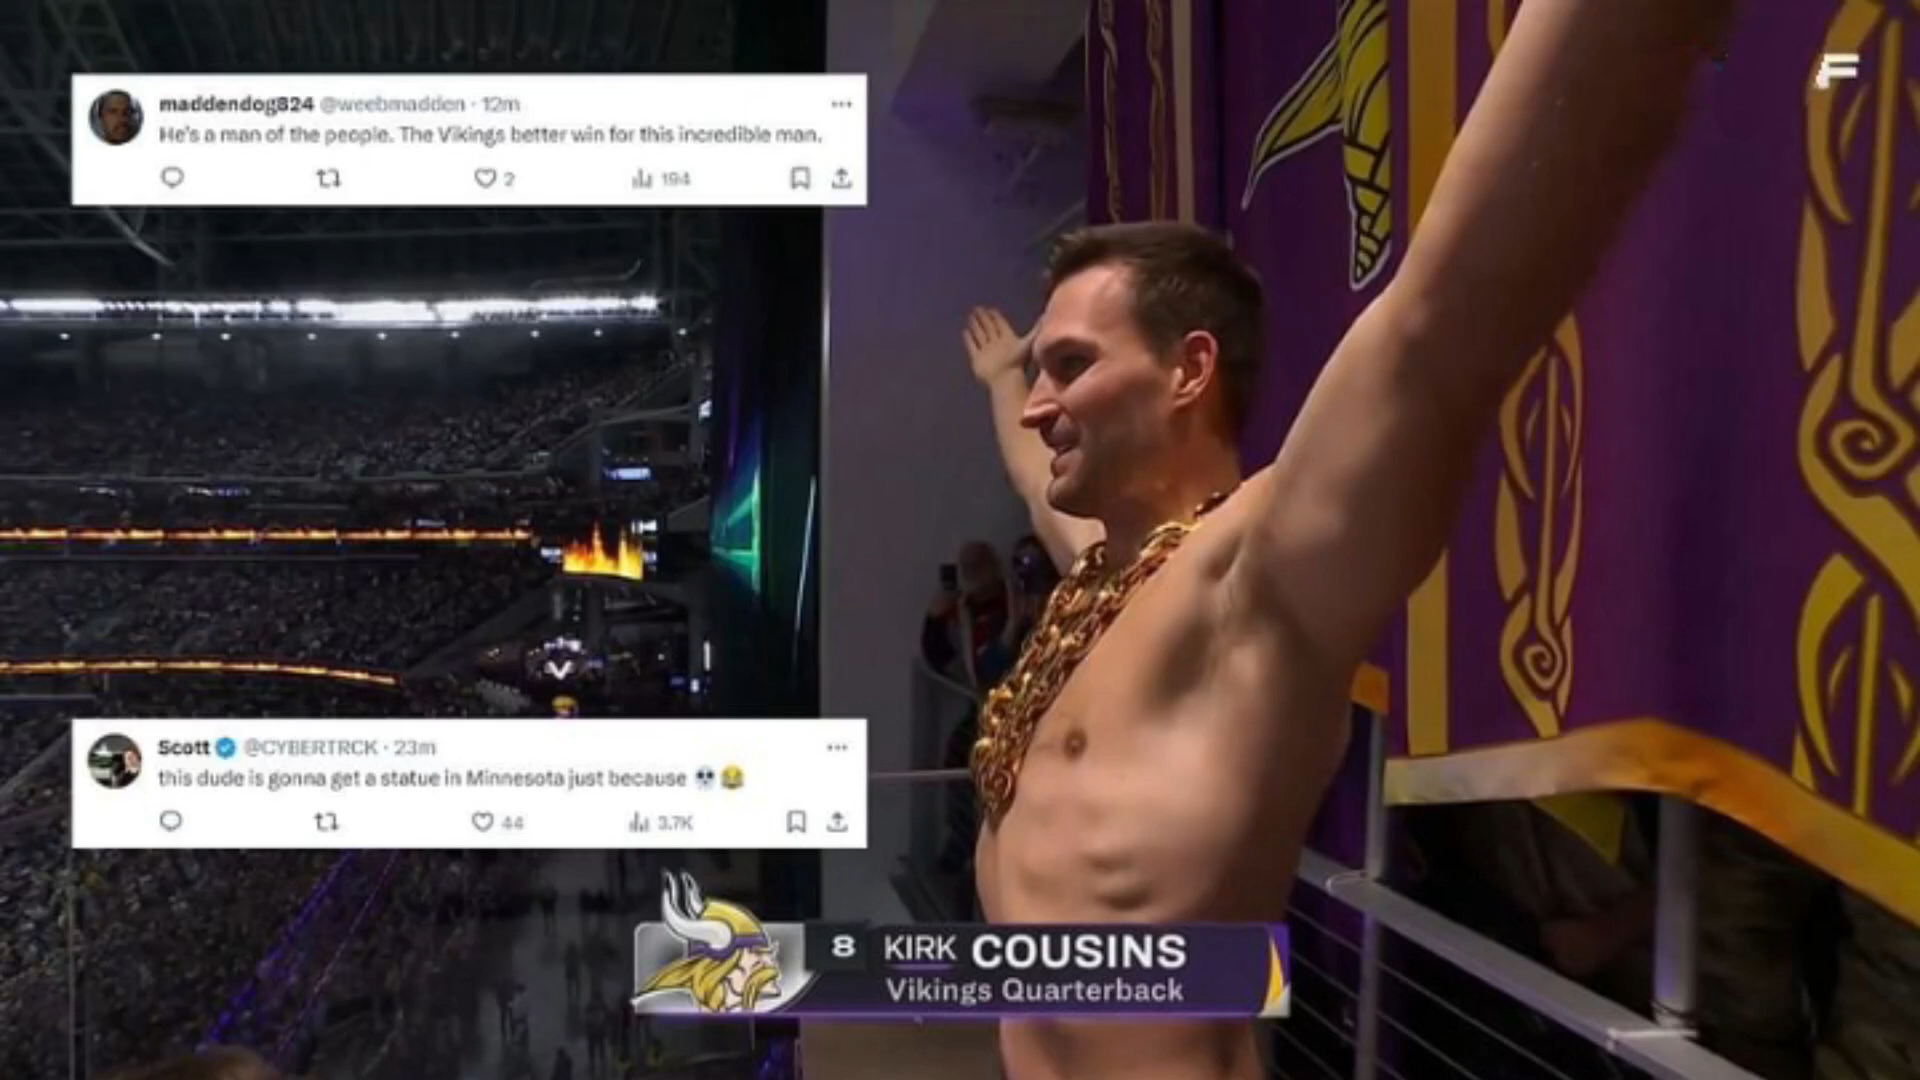 maddendog824 @weebmadden · 12m
He's a man of the people. The Vikings better win for this incredible man.
2 194
Scott @CYBERTRCK · 23m
this dude is gonna get a statue in Minnesota just because 💀😂
44 3.7K
8 KIRK COUSINS
Vikings Quarterback